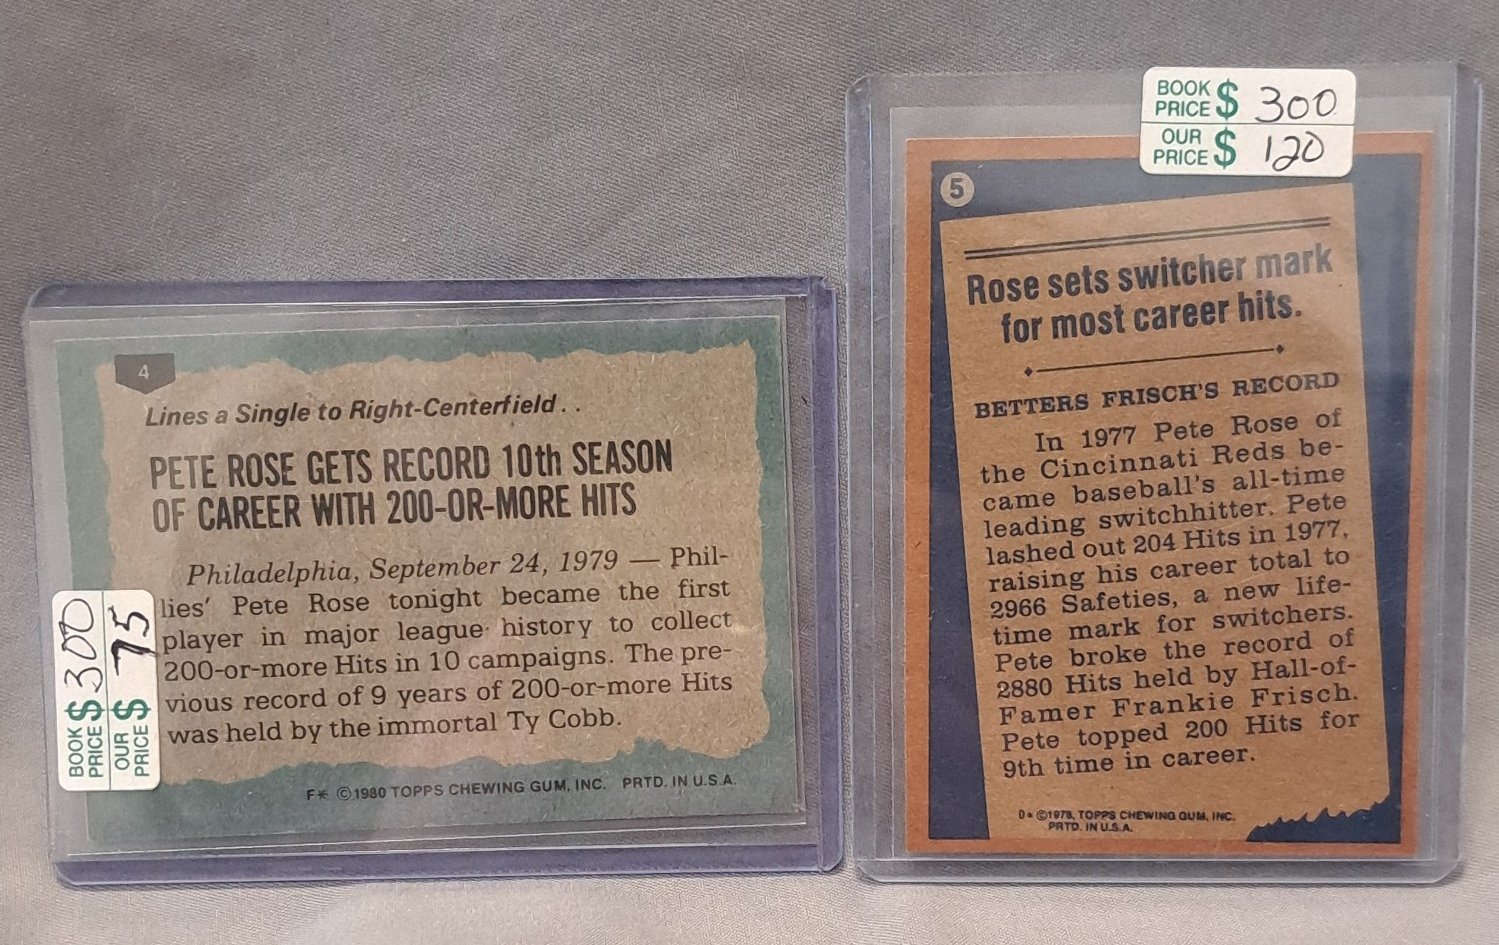 4
Lines a Single to Right-Centerfield . .
PETE ROSE GETS RECORD 10th SEASON
OF CAREER WITH 200-OR-MORE HITS
Philadelphia, September 24, 1979 — Phil-
lies' Pete Rose tonight became the first
player in major league history to collect
200-or-more Hits in 10 campaigns. The pre-
vious record of 9 years of 200-or-more Hits
was held by the immortal Ty Cobb.
F* ©1980 TOPPS CHEWING GUM, INC. PRTD. IN U.S.A.
BOOK PRICE $ 300
OUR PRICE $ 75
BOOK PRICE $ 300
OUR PRICE $ 120
5
Rose sets switcher mark
for most career hits.
BETTERS FRISCH'S RECORD
In 1977 Pete Rose of
the Cincinnati Reds be-
came baseball's all-time
leading switchhitter. Pete
lashed out 204 Hits in 1977,
raising his career total to
2966 Safeties, a new life-
time mark for switchers.
Pete broke the record of
2880 Hits held by Hall-of-
Famer Frankie Frisch.
Pete topped 200 Hits for
9th time in career.
D* ©1978, TOPPS CHEWING GUM, INC.
PRTD. IN U.S.A.